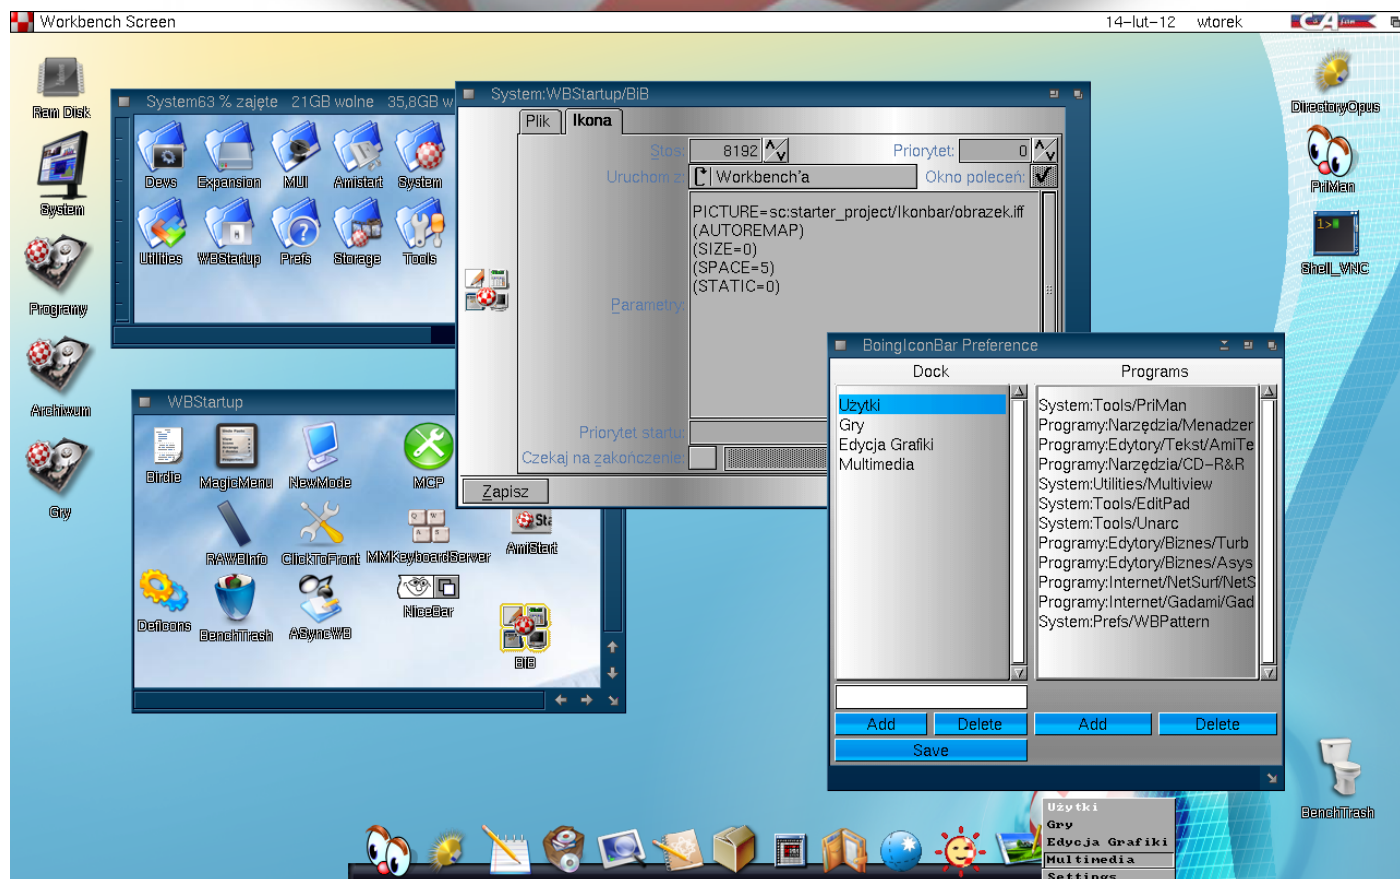 Workbench Screen
14-lut-12 wtorek
Ram Disk
System
Programy
Archiwum
Gry
System63 % zajęte 21GB wolne 35,8GB w
Devs
Expansion
MUI
Amistart
System
Utilities
WBStartup
Prefs
Storage
Tools
WBStartup
Birdie
MagicMenu
NewMode
MCP
RAWBInfo
ClickToFront
MMKeyboardServer
AmiStart
DefIcons
BenchTrash
ASyncWB
NiceBar
BiB
System:WBStartup/BiB
Plik
Ikona
Stos:
8192
Priorytet:
0
Uruchom z:
Workbench'a
Okno poleceń:
Parametry:
PICTURE=sc:starter_project/Ikonbar/obrazek.iff
(AUTOREMAP)
(SIZE=0)
(SPACE=5)
(STATIC=0)
Priorytet startu:
Czekaj na zakończenie:
Zapisz
BoingIconBar Preference
Dock
Programs
Użytki
Gry
Edycja Grafiki
Multimedia
System:Tools/PriMan
Programy:Narzędzia/Menadzer
Programy:Edytory/Tekst/AmiTe
Programy:Narzędzia/CD-R&R
System:Utilities/Multiview
System:Tools/EditPad
System:Tools/Unarc
Programy:Edytory/Biznes/Turb
Programy:Edytory/Biznes/Asys
Programy:Internet/NetSurf/NetS
Programy:Internet/Gadami/Gad
System:Prefs/WBPattern
Add
Delete
Add
Delete
Save
DirectoryOpus
PriMan
1>
Shell_VNC
BenchTrash
Użytki
Gry
Edycja Grafiki
Multimedia
Settings